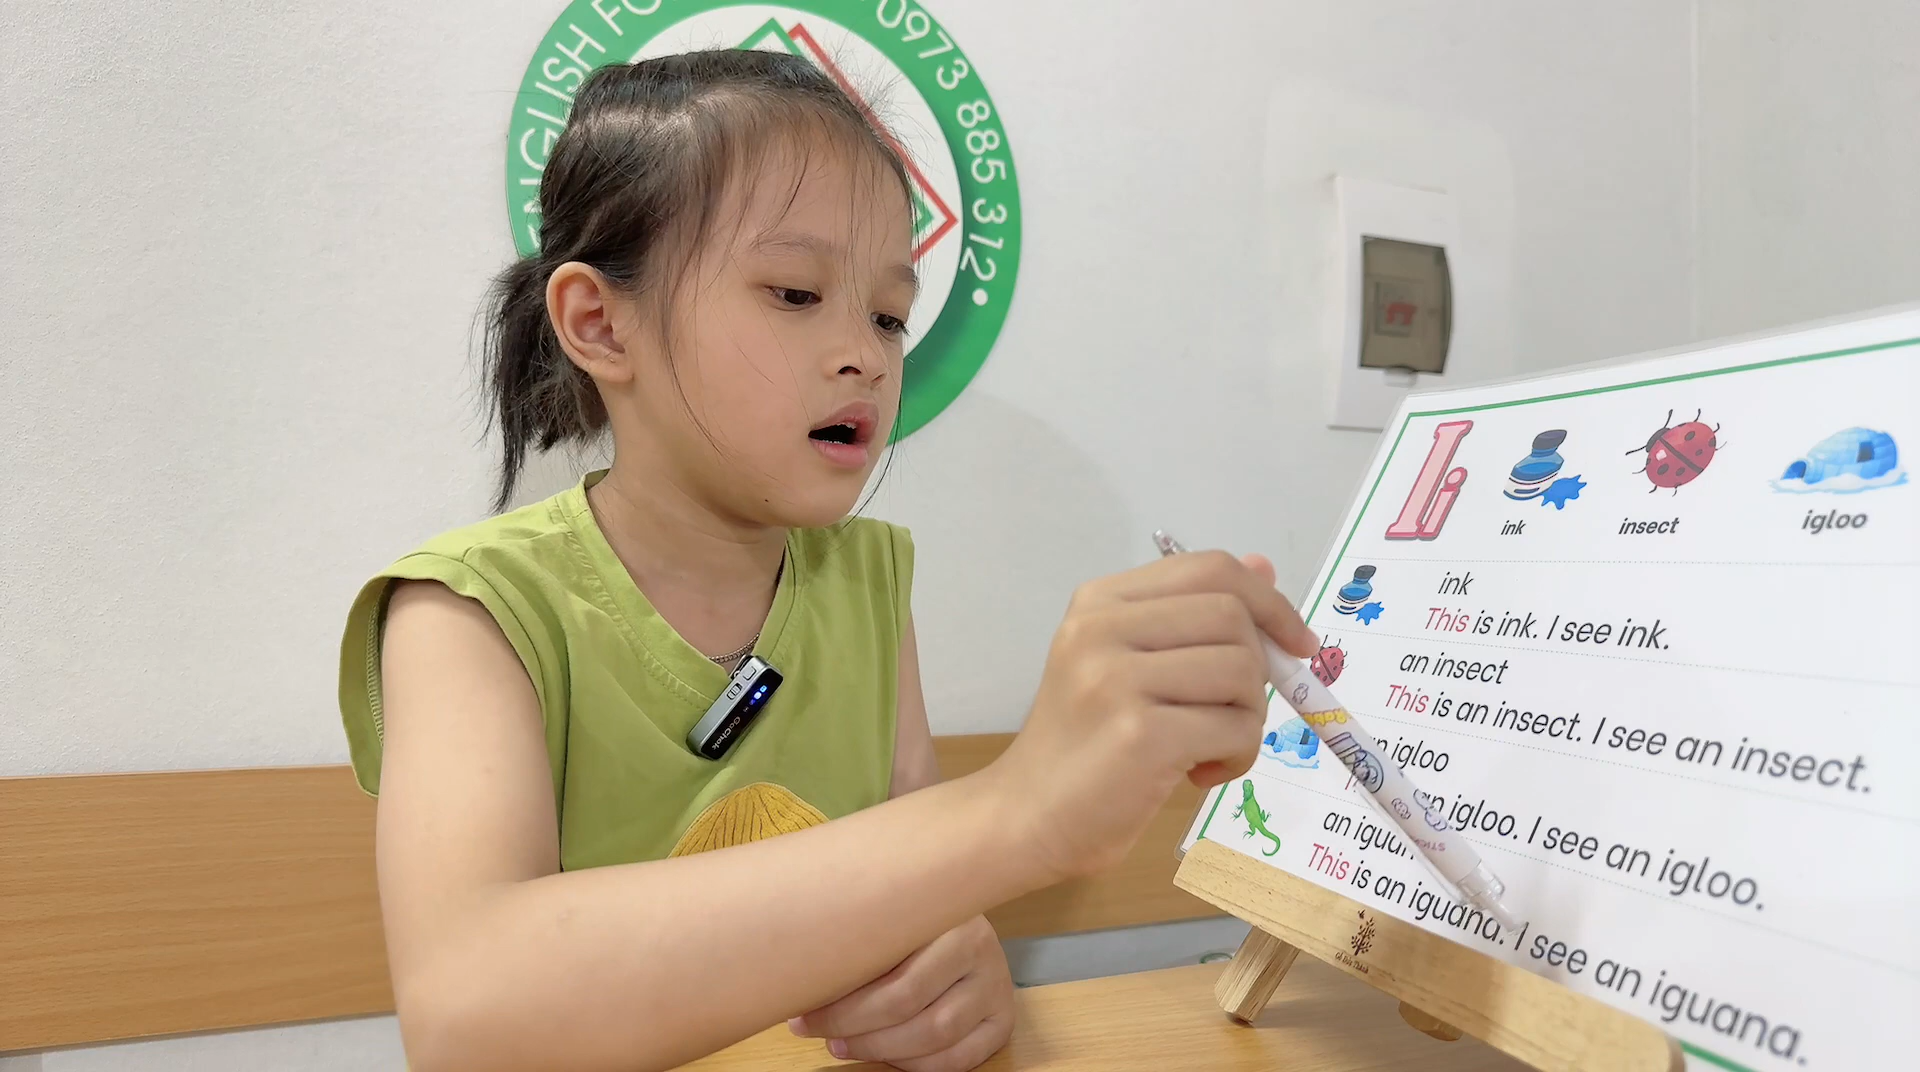 ENGLISH FO
0973 885 312
Ii
ink
insect
igloo
ink
This is ink. I see ink.
an insect
This is an insect. I see an insect.
igloo
an igloo. I see an igloo.
an
This is an iguana. I see an iguana.